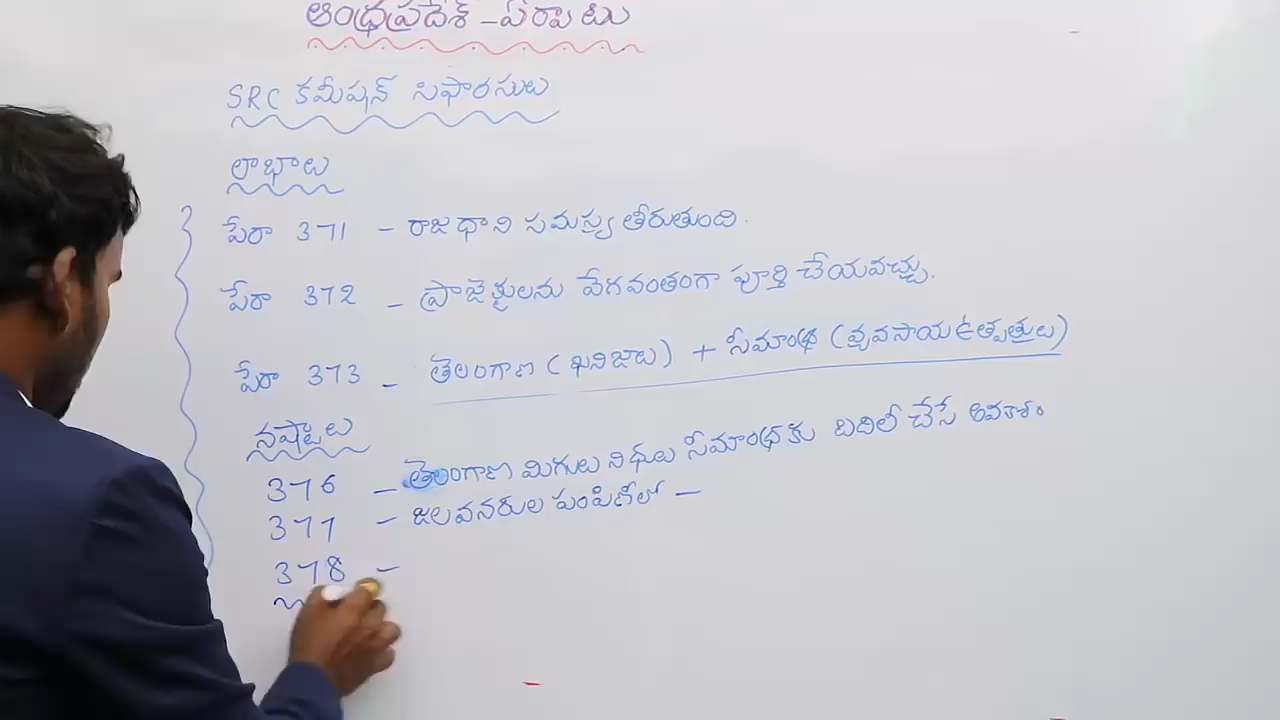 ఆంధ్రప్రదేశ్ - ఏర్పాటు
SRC కమీషన్ సిఫారసులు
లాభాలు
పేరా 371 - రాజధాని సమస్య తీరుతుంది.
పేరా 372 - ప్రాజెక్టులను వేగవంతంగా పూర్తి చేయవచ్చు.
పేరా 373 - తెలంగాణ (ఖనిజాలు) + సీమాంధ్ర (వ్యవసాయ ఉత్పత్తులు)
నష్టాలు
376 - తెలంగాణ మిగులు నిధులు సీమాంధ్రకు బదిలీ చేసే అవకాశం
377 - జలవనరుల పంపిణీలో -
378 -